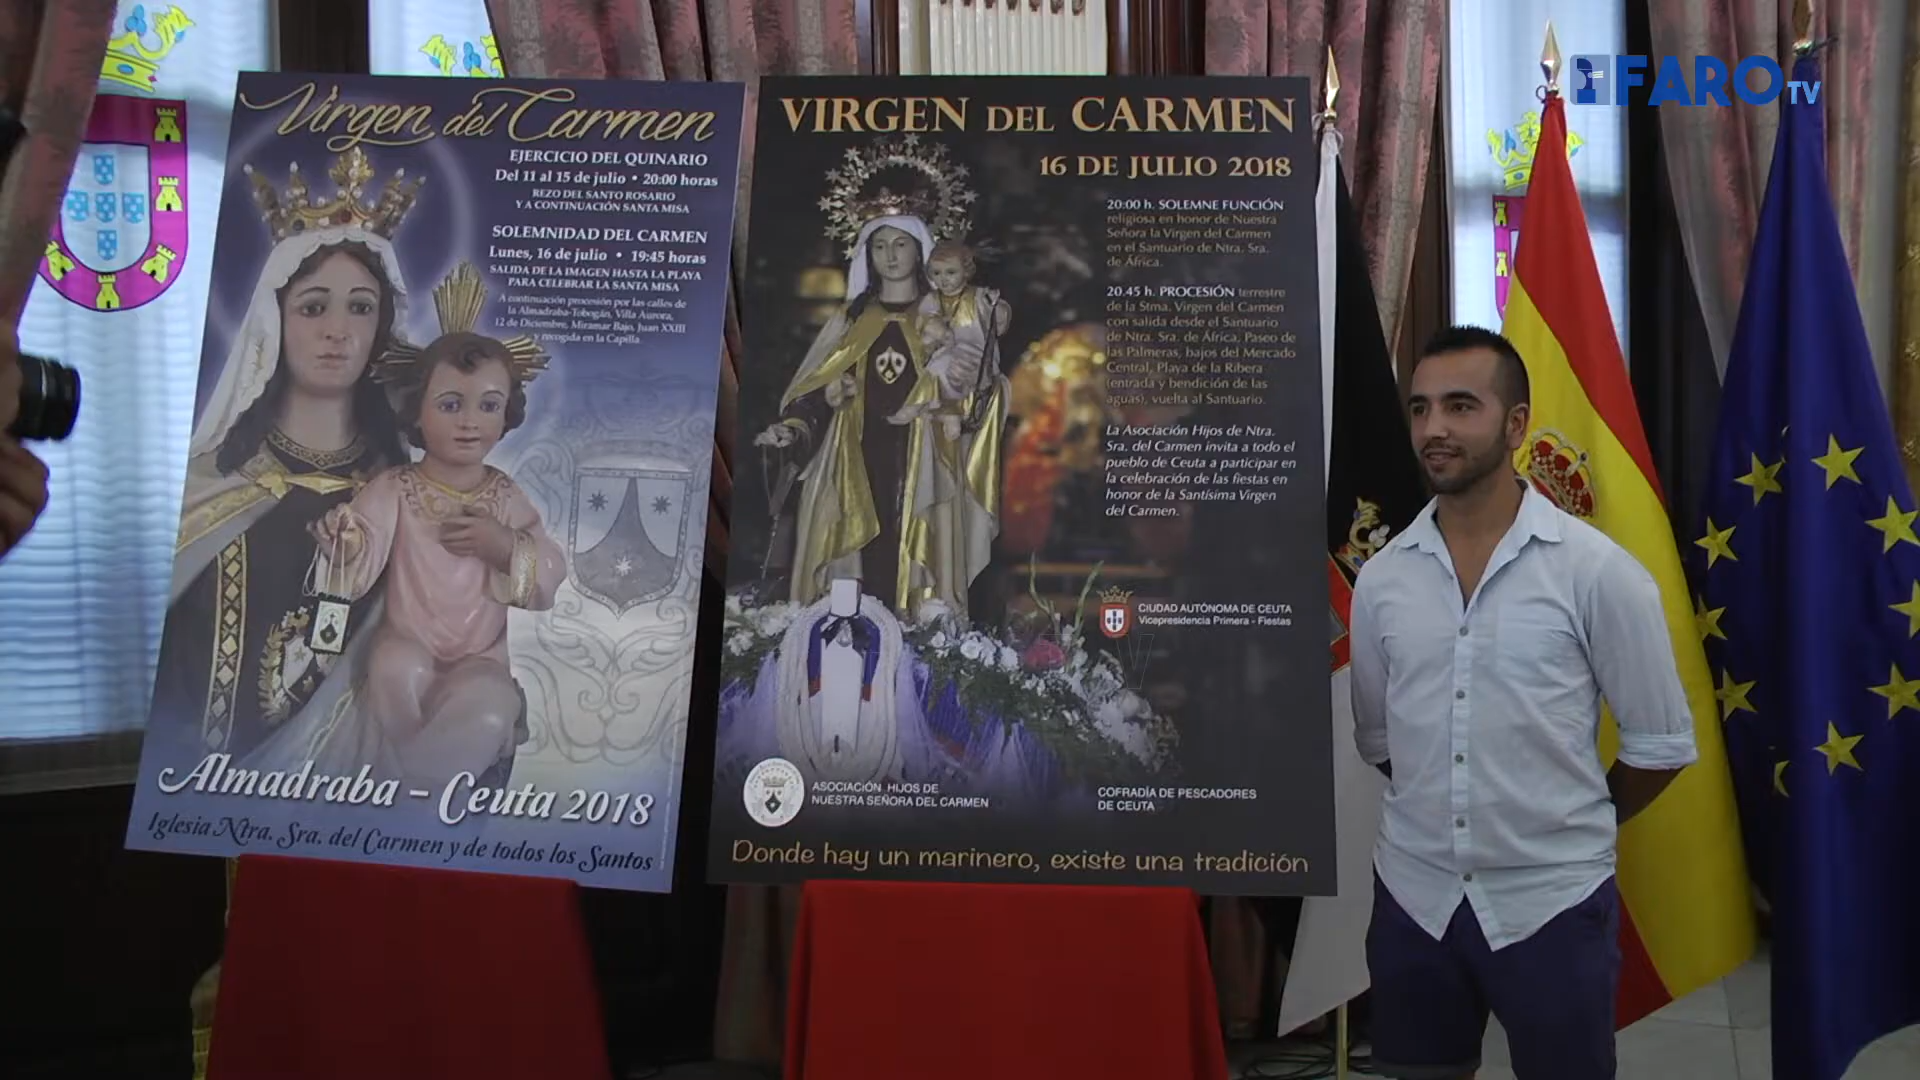 Virgen del Carmen
EJERCICIO DEL QUINARIO
Del 11 al 15 de julio • 20:00 horas
REZO DEL SANTO ROSARIO
Y A CONTINUACIÓN SANTA MISA
SOLEMNIDAD DEL CARMEN
Lunes, 16 de julio • 19:45 horas
SALIDA DE LA IMAGEN HASTA LA PLAYA
PARA CELEBRAR LA SANTA MISA
A continuación procesión por las calles de
la Almadraba-Tobogán, Villa Aurora,
12 de Diciembre, Miramar Bajo, Juan XXIII
y recogida en la Capilla.
Almadraba - Ceuta 2018
Iglesia Ntra. Sra. del Carmen y de todos los Santos
VIRGEN DEL CARMEN
16 DE JULIO 2018
20:00 h. SOLEMNE FUNCIÓN
religiosa en honor de Nuestra
Señora la Virgen del Carmen
en el Santuario de Ntra. Sra.
de África.
20.45 h. PROCESIÓN terrestre
de la Stma. Virgen del Carmen
con salida desde el Santuario
de Ntra. Sra. de África, Paseo de
las Palmeras, bajos del Mercado
Central, Playa de la Ribera
(entrada y bendición de las
aguas), vuelta al Santuario.
La Asociación Hijos de Ntra.
Sra. del Carmen invita a todo el
pueblo de Ceuta a participar en
la celebración de las fiestas en
honor de la Santísima Virgen
del Carmen.
CIUDAD AUTÓNOMA DE CEUTA
Vicepresidencia Primera - Fiestas
ASOCIACIÓN HIJOS DE
NUESTRA SEÑORA DEL CARMEN
COFRADÍA DE PESCADORES
DE CEUTA
Donde hay un marinero, existe una tradición
FARO TV